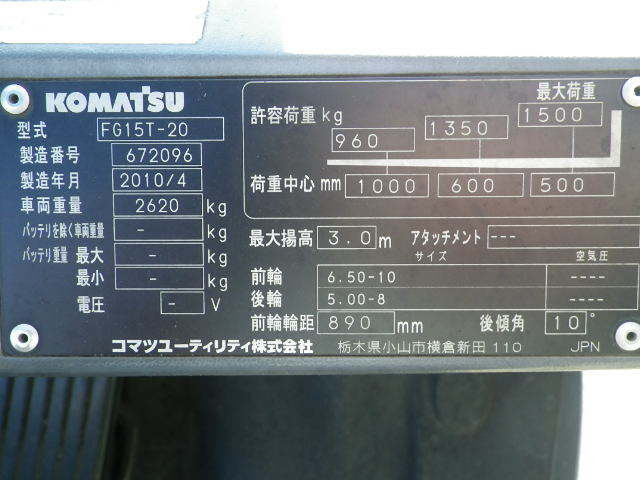 KOMATSU
型式 FG15T-20
製造番号 672096
製造年月 2010/4
車両重量 2620 kg
バッテリを除く車両重量 - kg
バッテリ重量 最大 - kg
最小 - kg
電圧 - V
最大荷重
許容荷重 kg 960 1350 1500
荷重中心 mm 1000 600 500
最大揚高 3.0 m アタッチメント ---
サイズ 空気圧
前輪 6.50-10 ----
後輪 5.00-8 ----
前輪輪距 890 mm 後傾角 10°
コマツユーティリティ株式会社 栃木県小山市横倉新田 110 JPN